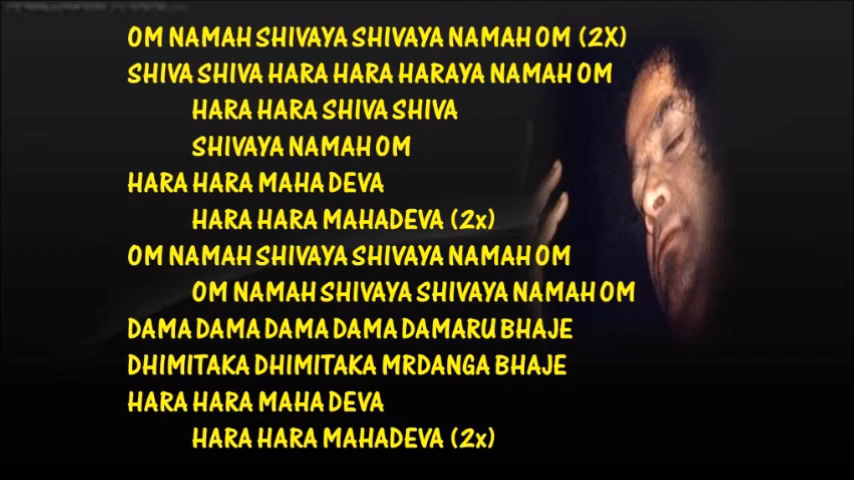 OM NAMAH SHIVAYA SHIVAYA NAMAH OM (2X)
SHIVA SHIVA HARA HARA HARAYA NAMAH OM
HARA HARA SHIVA SHIVA
SHIVAYA NAMAH OM
HARA HARA MAHA DEVA
HARA HARA MAHADEVA (2x)
OM NAMAH SHIVAYA SHIVAYA NAMAH OM
OM NAMAH SHIVAYA SHIVAYA NAMAH OM
DAMA DAMA DAMA DAMA DAMARU BHAJE
DHIMITAKA DHIMITAKA MRDANGA BHAJE
HARA HARA MAHA DEVA
HARA HARA MAHADEVA (2x)